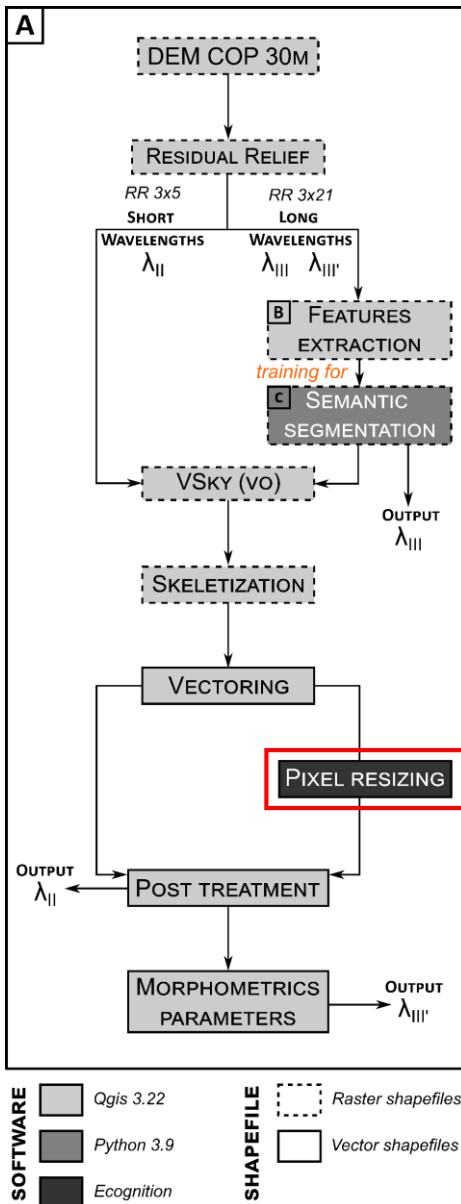 A
DEM COP 30M
RESIDUAL RELIEF
RR 3x5
RR 3x21
SHORT
LONG
WAVELENGTHS
WAVELENGTHS
λII
λIII λIII'
B
FEATURES
EXTRACTION
training for
C
SEMANTIC
SEGMENTATION
VSKY (VO)
OUTPUT
λIII
SKELETIZATION
VECTORING
PIXEL RESIZING
OUTPUT
λII
POST TREATMENT
MORPHOMETRICS
PARAMETERS
OUTPUT
λIII'
SOFTWARE
Qgis 3.22
Python 3.9
Ecognition
SHAPEFILE
Raster shapefiles
Vector shapefiles